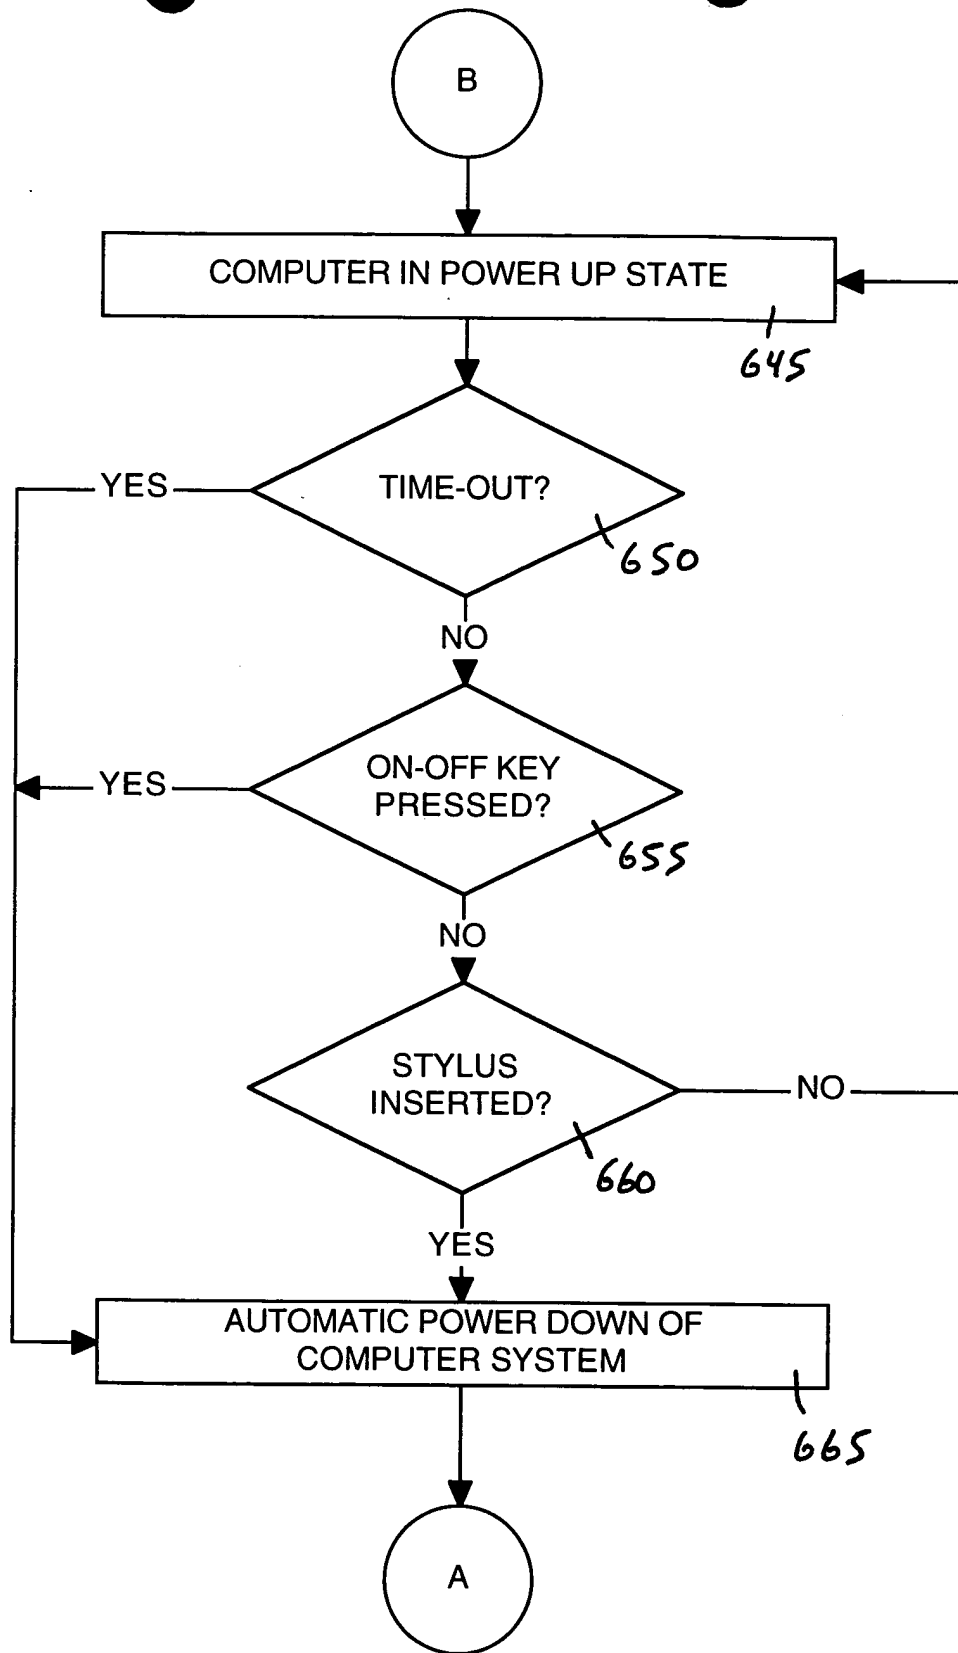 B
COMPUTER IN POWER UP STATE
645
YES
TIME-OUT?
650
NO
YES
ON-OFF KEY
PRESSED?
655
NO
STYLUS
INSERTED?
NO
660
YES
AUTOMATIC POWER DOWN OF
COMPUTER SYSTEM
665
A